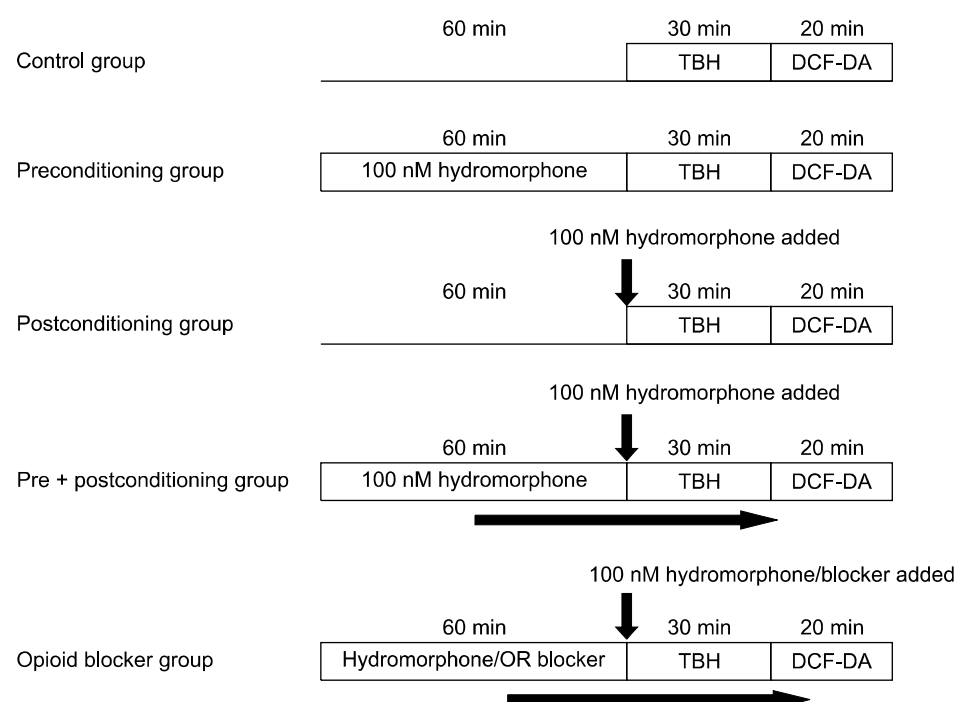 60 min 30 min 20 min
Control group TBH DCF-DA
60 min 30 min 20 min
Preconditioning group 100 nM hydromorphone TBH DCF-DA
100 nM hydromorphone added
60 min 30 min 20 min
Postconditioning group TBH DCF-DA
100 nM hydromorphone added
60 min 30 min 20 min
Pre + postconditioning group 100 nM hydromorphone TBH DCF-DA
100 nM hydromorphone/blocker added
60 min 30 min 20 min
Opioid blocker group Hydromorphone/OR blocker TBH DCF-DA